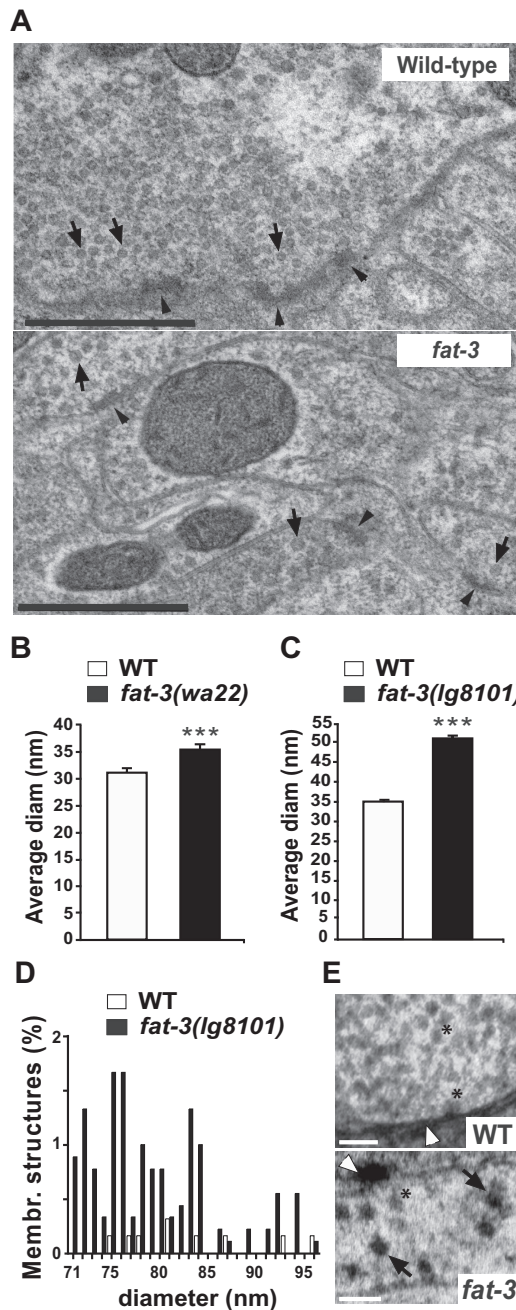 A
Wild-type
fat-3
B
WT
fat-3(wa22)
Average diam (nm)
40
35
30
25
20
15
10
5
0
***
C
WT
fat-3(lg8101)
Average diam (nm)
55
50
45
40
35
30
25
20
15
10
5
0
***
D
WT
fat-3(lg8101)
Membr. structures (%)
2
1
0
71 75 80 85 90 95
diameter (nm)
E
*
*
WT
*
fat-3